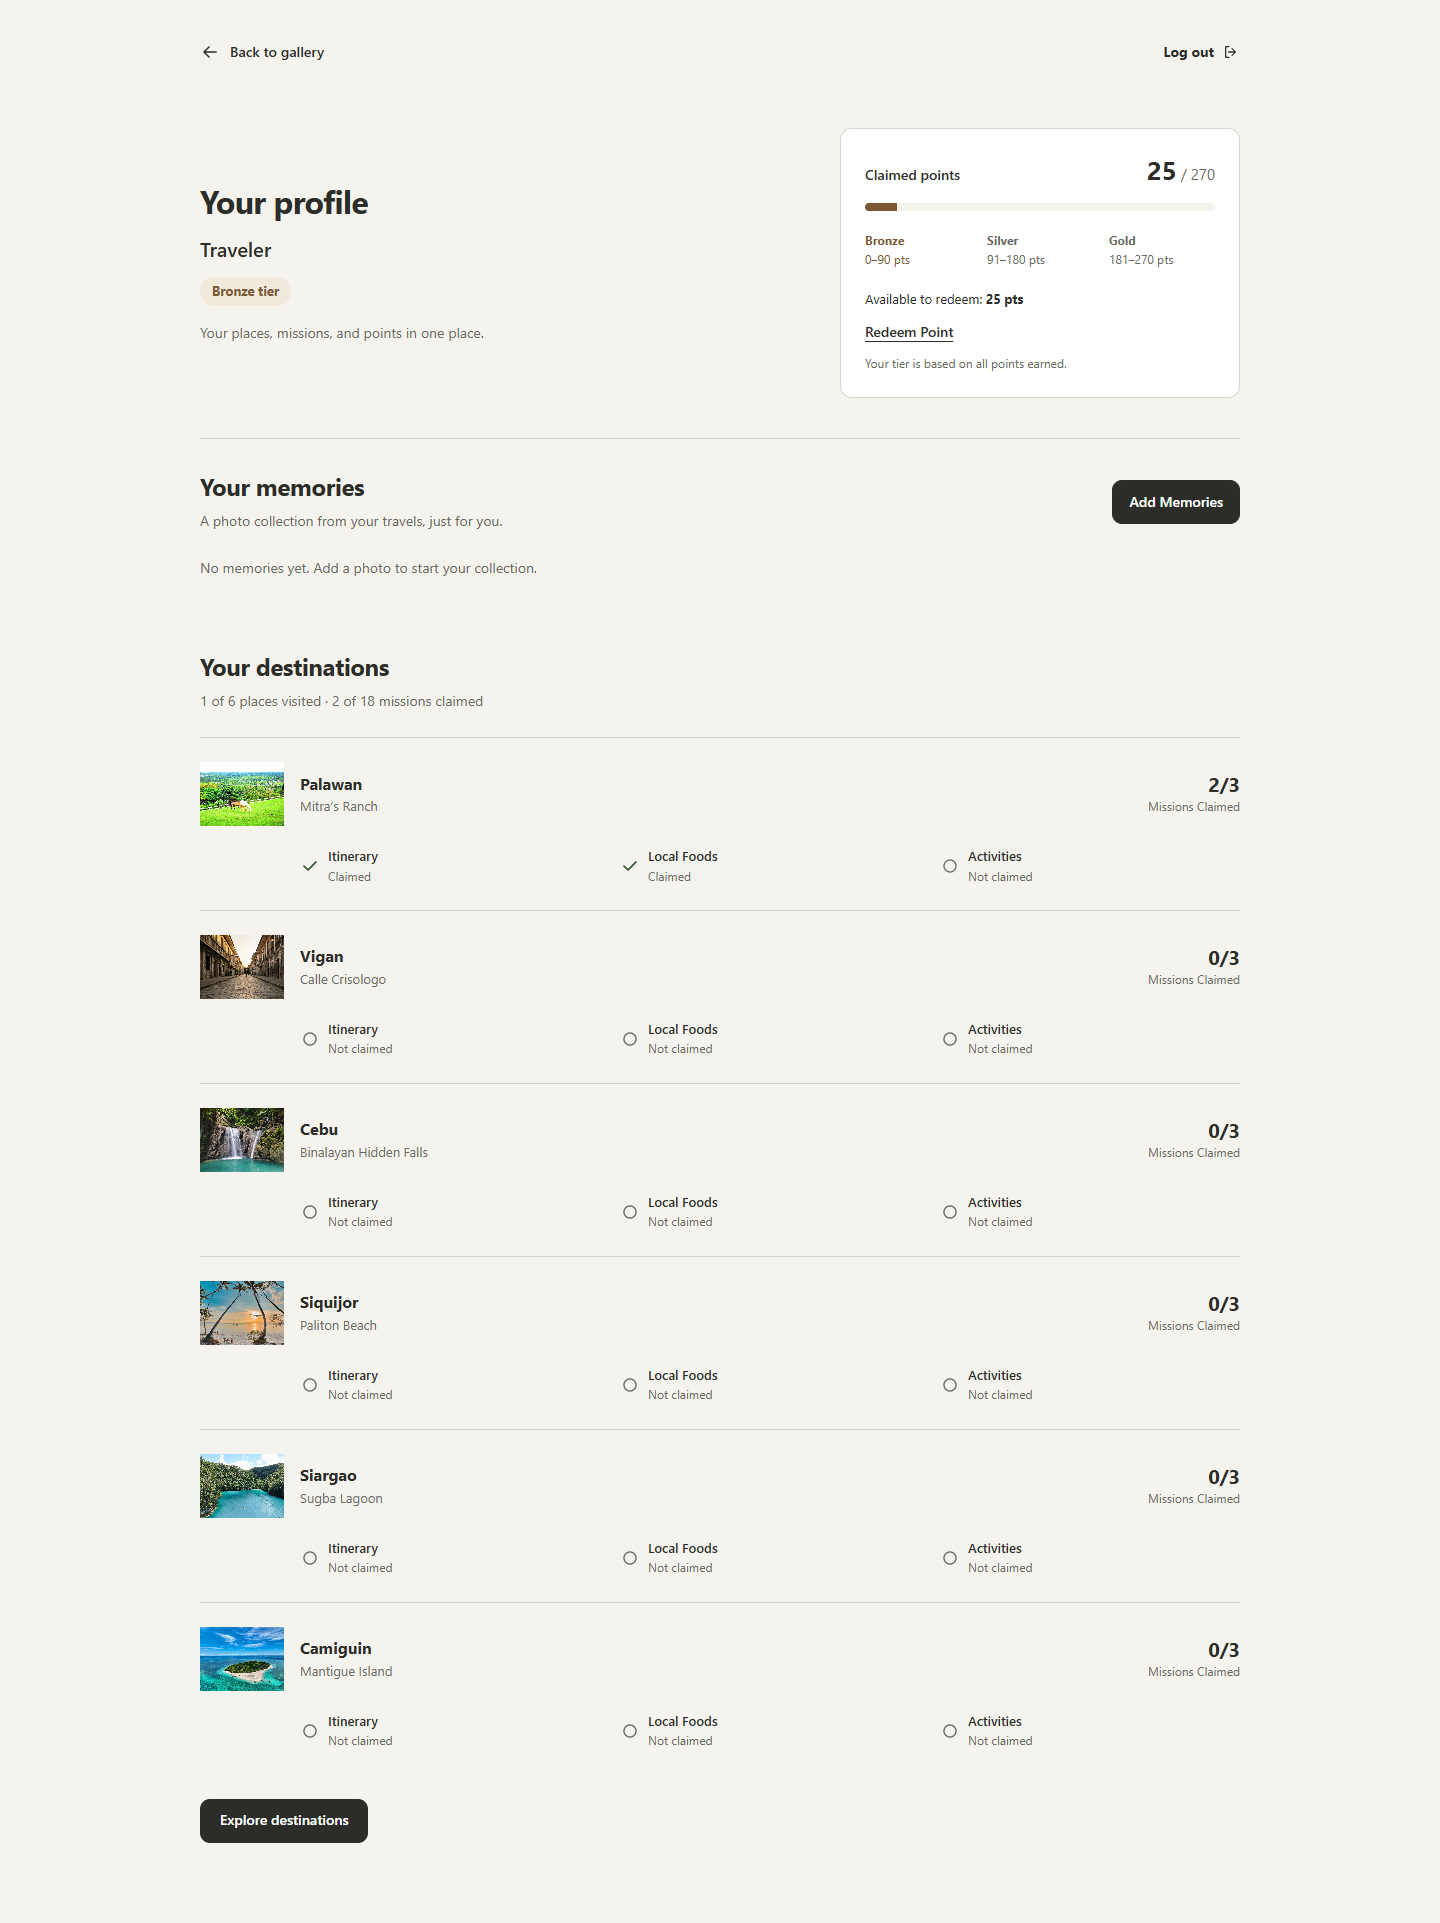 Back to gallery
Log out
Your profile
Traveler
Bronze tier
Your places, missions, and points in one place.
Claimed points
25 / 270
Bronze
0–90 pts
Silver
91–180 pts
Gold
181–270 pts
Available to redeem: 25 pts
Redeem Point
Your tier is based on all points earned.
Your memories
A photo collection from your travels, just for you.
Add Memories
No memories yet. Add a photo to start your collection.
Your destinations
1 of 6 places visited · 2 of 18 missions claimed
Palawan
Mitra's Ranch
2/3
Missions Claimed
Itinerary
Claimed
Local Foods
Claimed
Activities
Not claimed
Vigan
Calle Crisologo
0/3
Missions Claimed
Itinerary
Not claimed
Local Foods
Not claimed
Activities
Not claimed
Cebu
Binalayan Hidden Falls
0/3
Missions Claimed
Itinerary
Not claimed
Local Foods
Not claimed
Activities
Not claimed
Siquijor
Paliton Beach
0/3
Missions Claimed
Itinerary
Not claimed
Local Foods
Not claimed
Activities
Not claimed
Siargao
Sugba Lagoon
0/3
Missions Claimed
Itinerary
Not claimed
Local Foods
Not claimed
Activities
Not claimed
Camiguin
Mantigue Island
0/3
Missions Claimed
Itinerary
Not claimed
Local Foods
Not claimed
Activities
Not claimed
Explore destinations